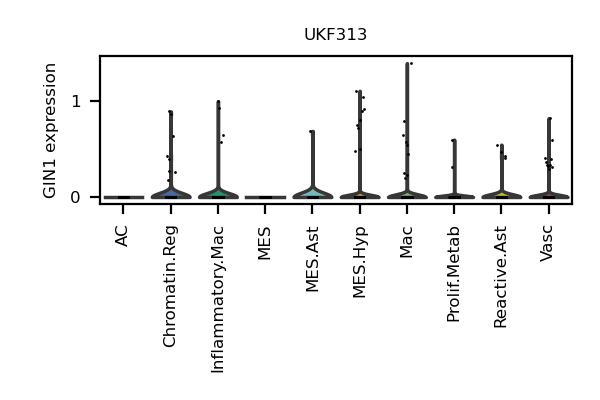 UKF313
GIN1 expression
1
0
AC
Chromatin.Reg
Inflammatory.Mac
MES
MES.Ast
MES.Hyp
Mac
Prolif.Metab
Reactive.Ast
Vasc